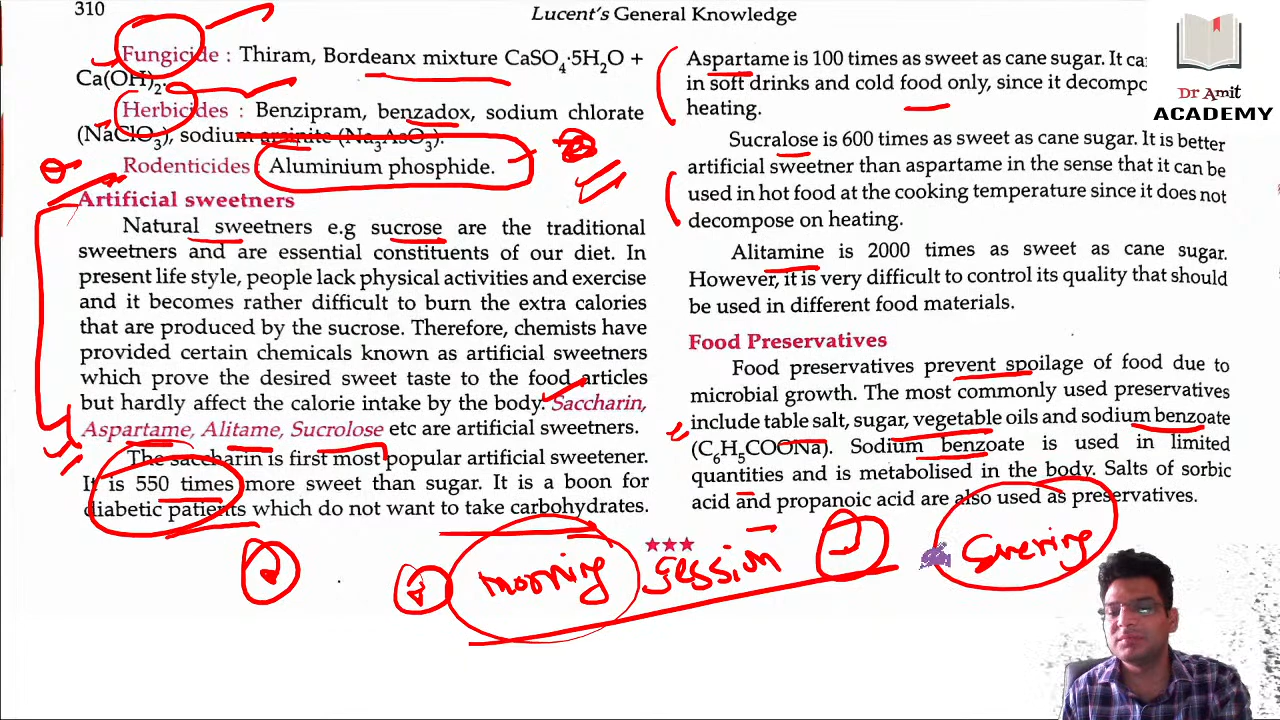 310
Lucent's General Knowledge
Fungicide : Thiram, Bordeanx mixture CaSO₄·5H₂O +
Ca(OH)₂.
Herbicides : Benzipram, benzadox, sodium chlorate
(NaClO₃), sodium arsinite (Na₃AsO₃).
Rodenticides : Aluminium phosphide.
Artificial sweetners
Natural sweetners e.g sucrose are the traditional
sweetners and are essential constituents of our diet. In
present life style, people lack physical activities and exercise
and it becomes rather difficult to burn the extra calories
that are produced by the sucrose. Therefore, chemists have
provided certain chemicals known as artificial sweetners
which prove the desired sweet taste to the food articles
but hardly affect the calorie intake by the body. Saccharin,
Aspartame, Alitame, Sucrolose etc are artificial sweetners.
The saccharin is first most popular artificial sweetener.
It is 550 times more sweet than sugar. It is a boon for
diabetic patients which do not want to take carbohydrates.
Aspartame is 100 times as sweet as cane sugar. It ca
in soft drinks and cold food only, since it decompo
heating.
Sucralose is 600 times as sweet as cane sugar. It is better
artificial sweetner than aspartame in the sense that it can be
used in hot food at the cooking temperature since it does not
decompose on heating.
Alitamine is 2000 times as sweet as cane sugar.
However, it is very difficult to control its quality that should
be used in different food materials.
Food Preservatives
Food preservatives prevent spoilage of food due to
microbial growth. The most commonly used preservatives
include table salt, sugar, vegetable oils and sodium benzoate
(C₆H₅COONa). Sodium benzoate is used in limited
quantities and is metabolised in the body. Salts of sorbic
acid and propanoic acid are also used as preservatives.
★★★
morning session
Dr Amit
ACADEMY